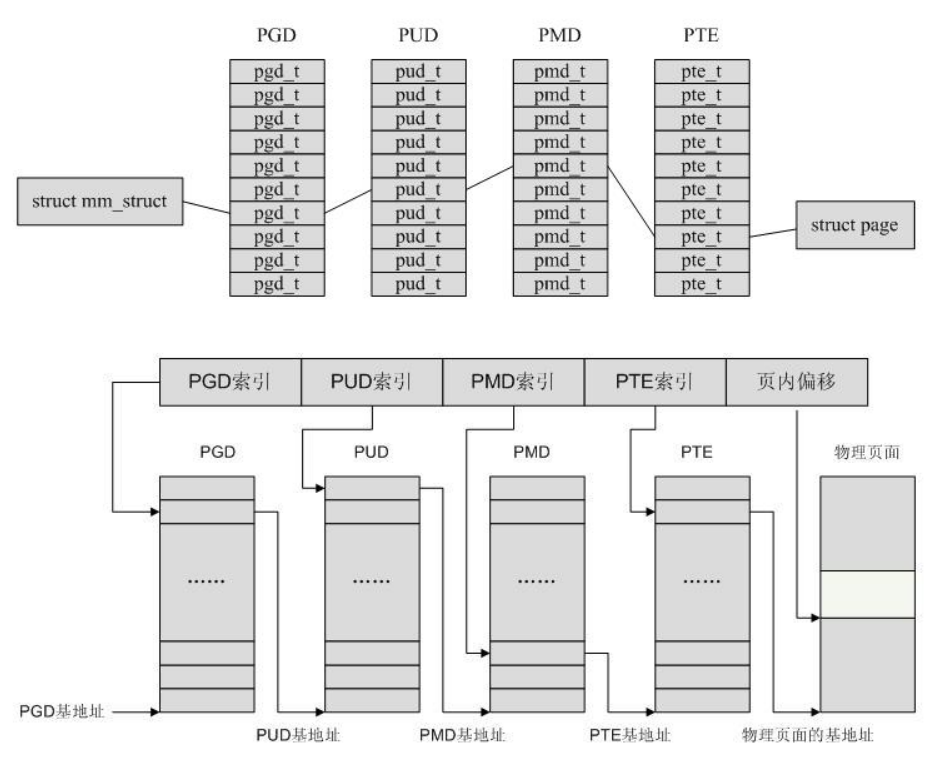 PGD PUD PMD PTE
pgd_t pud_t pmd_t pte_t
pgd_t pud_t pmd_t pte_t
pgd_t pud_t pmd_t pte_t
pgd_t pud_t pmd_t pte_t
pgd_t pud_t pmd_t pte_t
pgd_t pud_t pmd_t pte_t
struct mm_struct
pgd_t pud_t pmd_t pte_t
struct page
pgd_t pud_t pmd_t pte_t
pgd_t pud_t pmd_t pte_t
pgd_t pud_t pmd_t pte_t
PGD索引 PUD索引 PMD索引 PTE索引 页内偏移
PGD PUD PMD PTE 物理页面
…… …… …… ……
PGD基地址
PUD基地址 PMD基地址 PTE基地址 物理页面的基地址